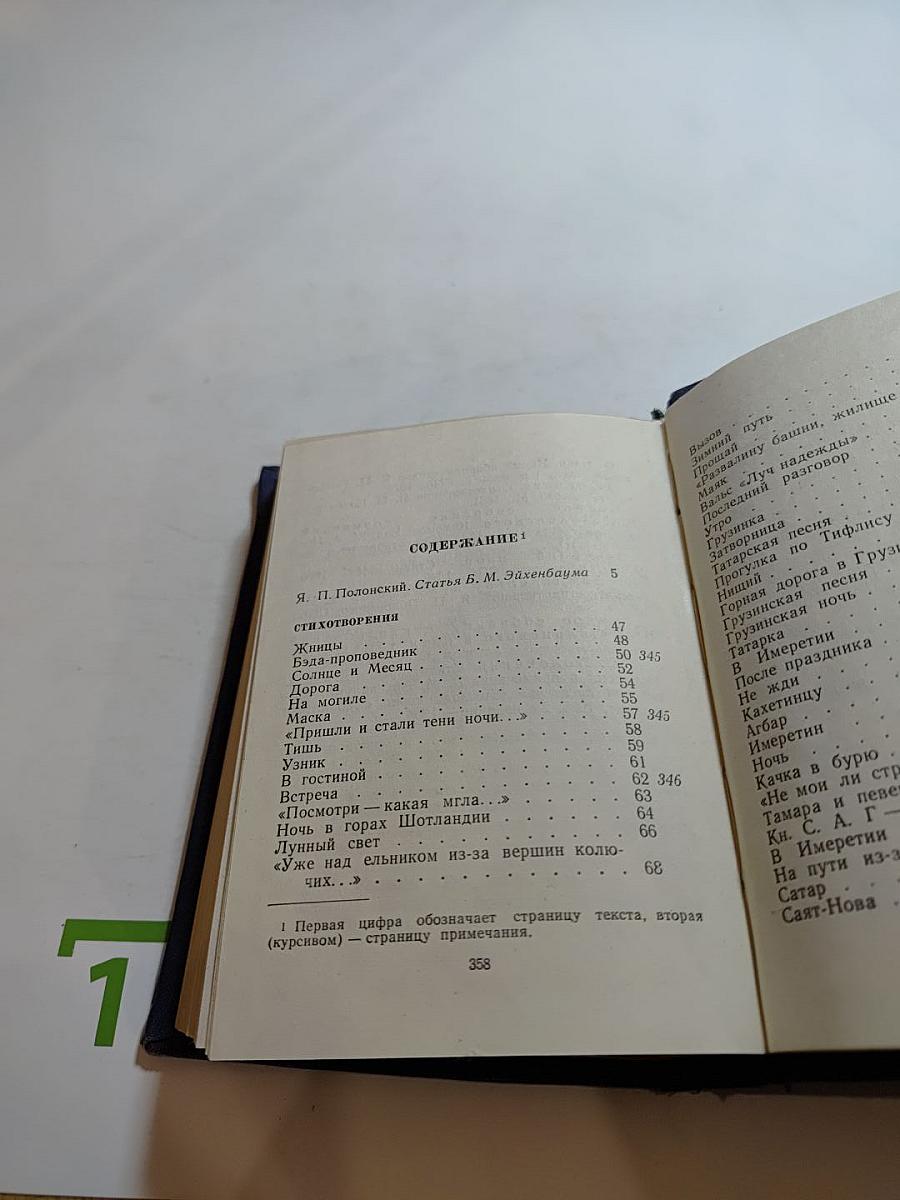 СОДЕРЖАНИЕ 1
Я. П. Полонский. Статья Б. М. Эйхенбаума 5
СТИХОТВОРЕНИЯ
Жницы . . . . . . . . . . . . 47
Бэда-проповедник . . . . . . . . 48
Солнце и Месяц . . . . . . . . . 50 345
Дорога . . . . . . . . . . . . 52
На могиле . . . . . . . . . . . 54
Маска . . . . . . . . . . . . . 55
«Пришли и стали тени ночи...» . . . . 57 345
Тишь . . . . . . . . . . . . . 58
Узник . . . . . . . . . . . . . 59
В гостиной . . . . . . . . . . . 61
Встреча . . . . . . . . . . . . 62 346
«Посмотри — какая мгла...» . . . . . 63
Ночь в горах Шотландии . . . . . . 64
Лунный свет . . . . . . . . . . 66
«Уже над ельником из-за вершин колю-
чих...» . . . . . . . . . . . . 68
1 Первая цифра обозначает страницу текста, вторая
(курсивом) — страницу примечания.
358
Вызов
Зимний путь
Прощай
«Развалину башни, жилище
Маяк
Вальс «Луч надежды»
Последний разговор
Утро
Грузинка
Затворница
Татарская песня
Прогулка по Тифлису
Нищий
Горная дорога в
Грузинская песня
Грузинская ночь
Татарка
В Имеретии
После праздника
Не жди
Кахетинцу
Агбар
Имеретин
Ночь
Качка в бурю
«Не мои ли
Тамара и
Кн. С. А. Г —
В Имеретии
На пути
Сатар
Саят-Нова
1